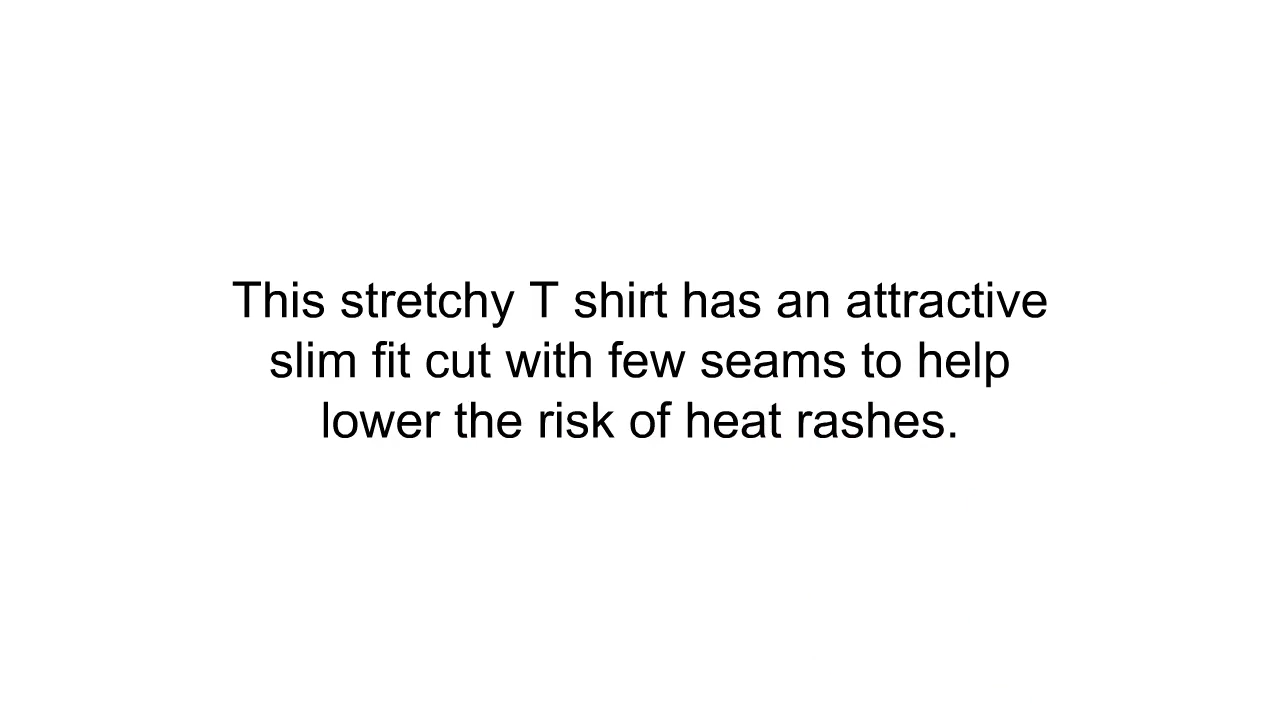 This stretchy T shirt has an attractive
slim fit cut with few seams to help
lower the risk of heat rashes.